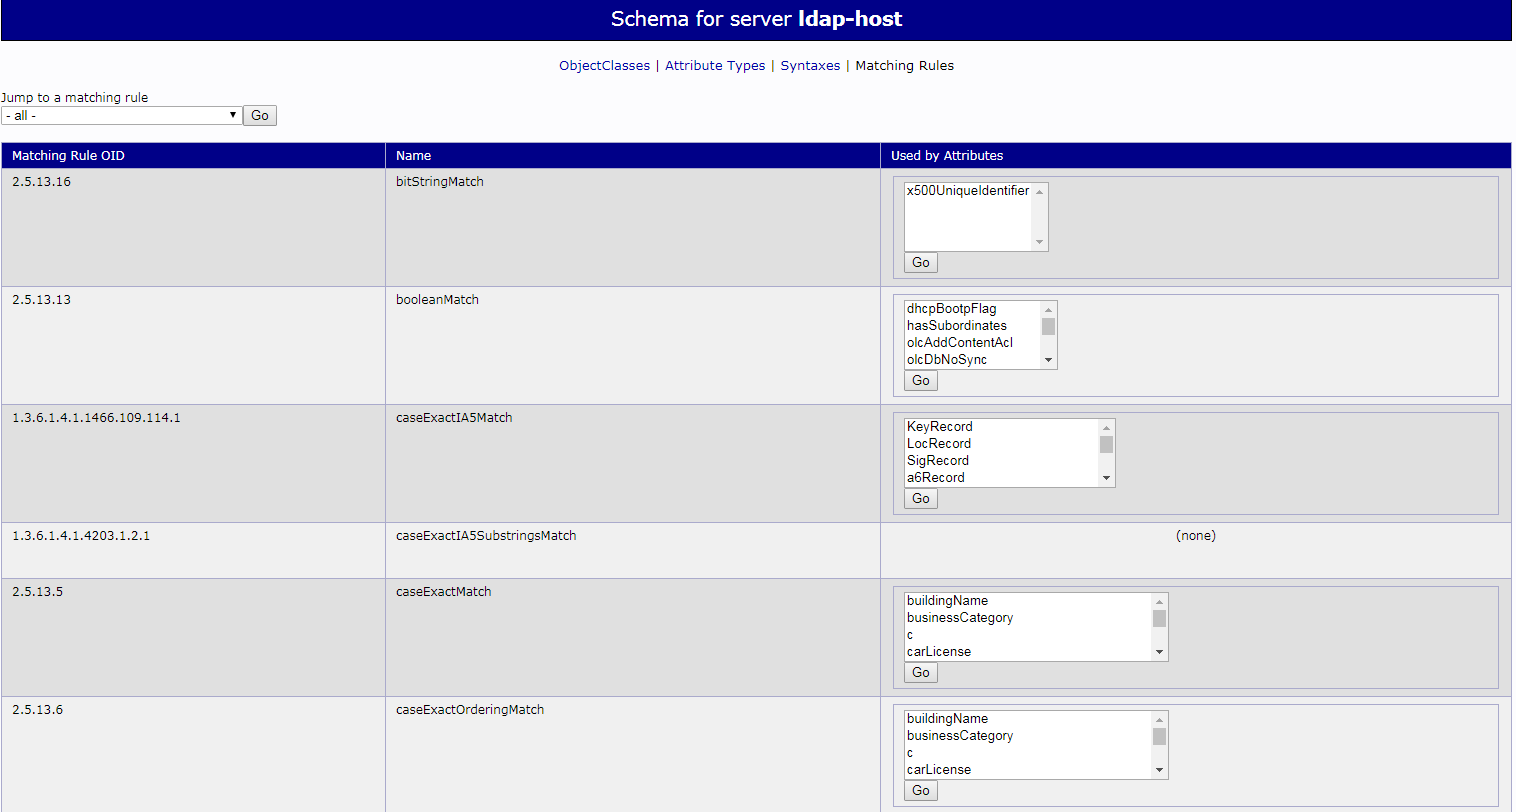 Schema for server ldap-host
ObjectClasses | Attribute Types | Syntaxes | Matching Rules
Jump to a matching rule
- all - Go
Matching Rule OID Name Used by Attributes
2.5.13.16 bitStringMatch x500UniqueIdentifier
Go
2.5.13.13 booleanMatch dhcpBootpFlag
hasSubordinates
olcAddContentAcl
olcDbNoSync
Go
1.3.6.1.4.1.1466.109.114.1 caseExactIA5Match KeyRecord
LocRecord
SigRecord
a6Record
Go
1.3.6.1.4.1.4203.1.2.1 caseExactIA5SubstringsMatch (none)
2.5.13.5 caseExactMatch buildingName
businessCategory
c
carLicense
Go
2.5.13.6 caseExactOrderingMatch buildingName
businessCategory
c
carLicense
Go